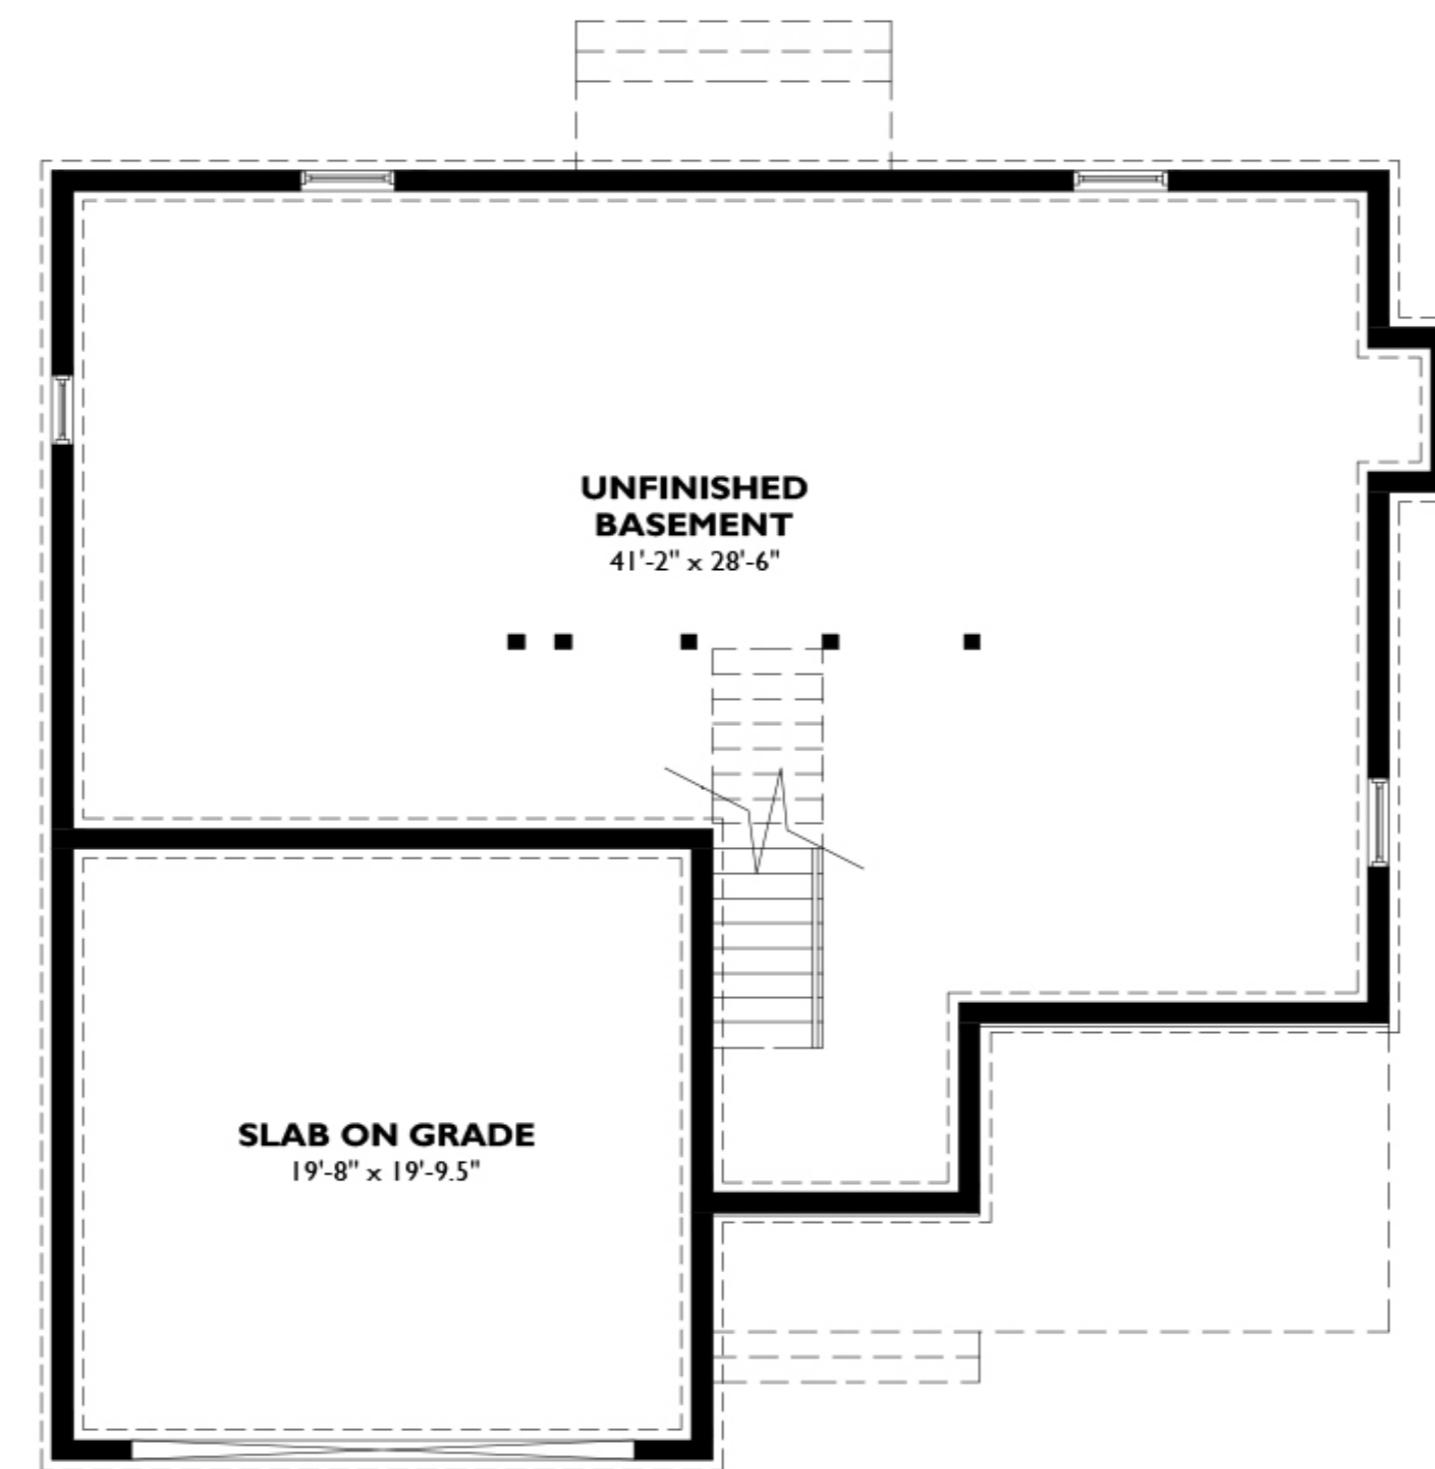 UNFINISHED
BASEMENT
41'-2" x 28'-6"
SLAB ON GRADE
19'-8" x 19'-9.5"